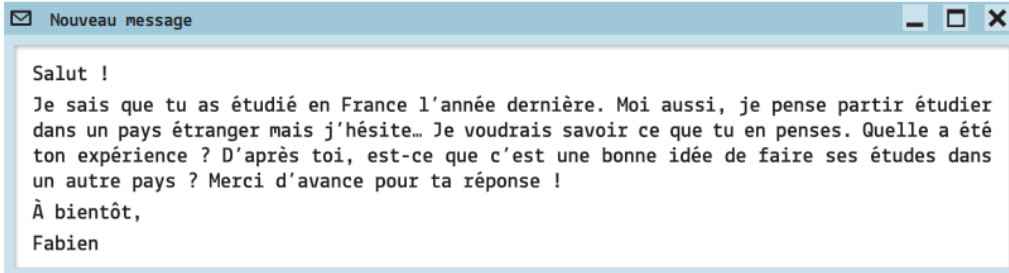 Nouveau message
Salut !
Je sais que tu as étudié en France l'année dernière. Moi aussi, je pense partir étudier
dans un pays étranger mais j'hésite… Je voudrais savoir ce que tu en penses. Quelle a été
ton expérience ? D'après toi, est-ce que c'est une bonne idée de faire ses études dans
un autre pays ? Merci d'avance pour ta réponse !
À bientôt,
Fabien